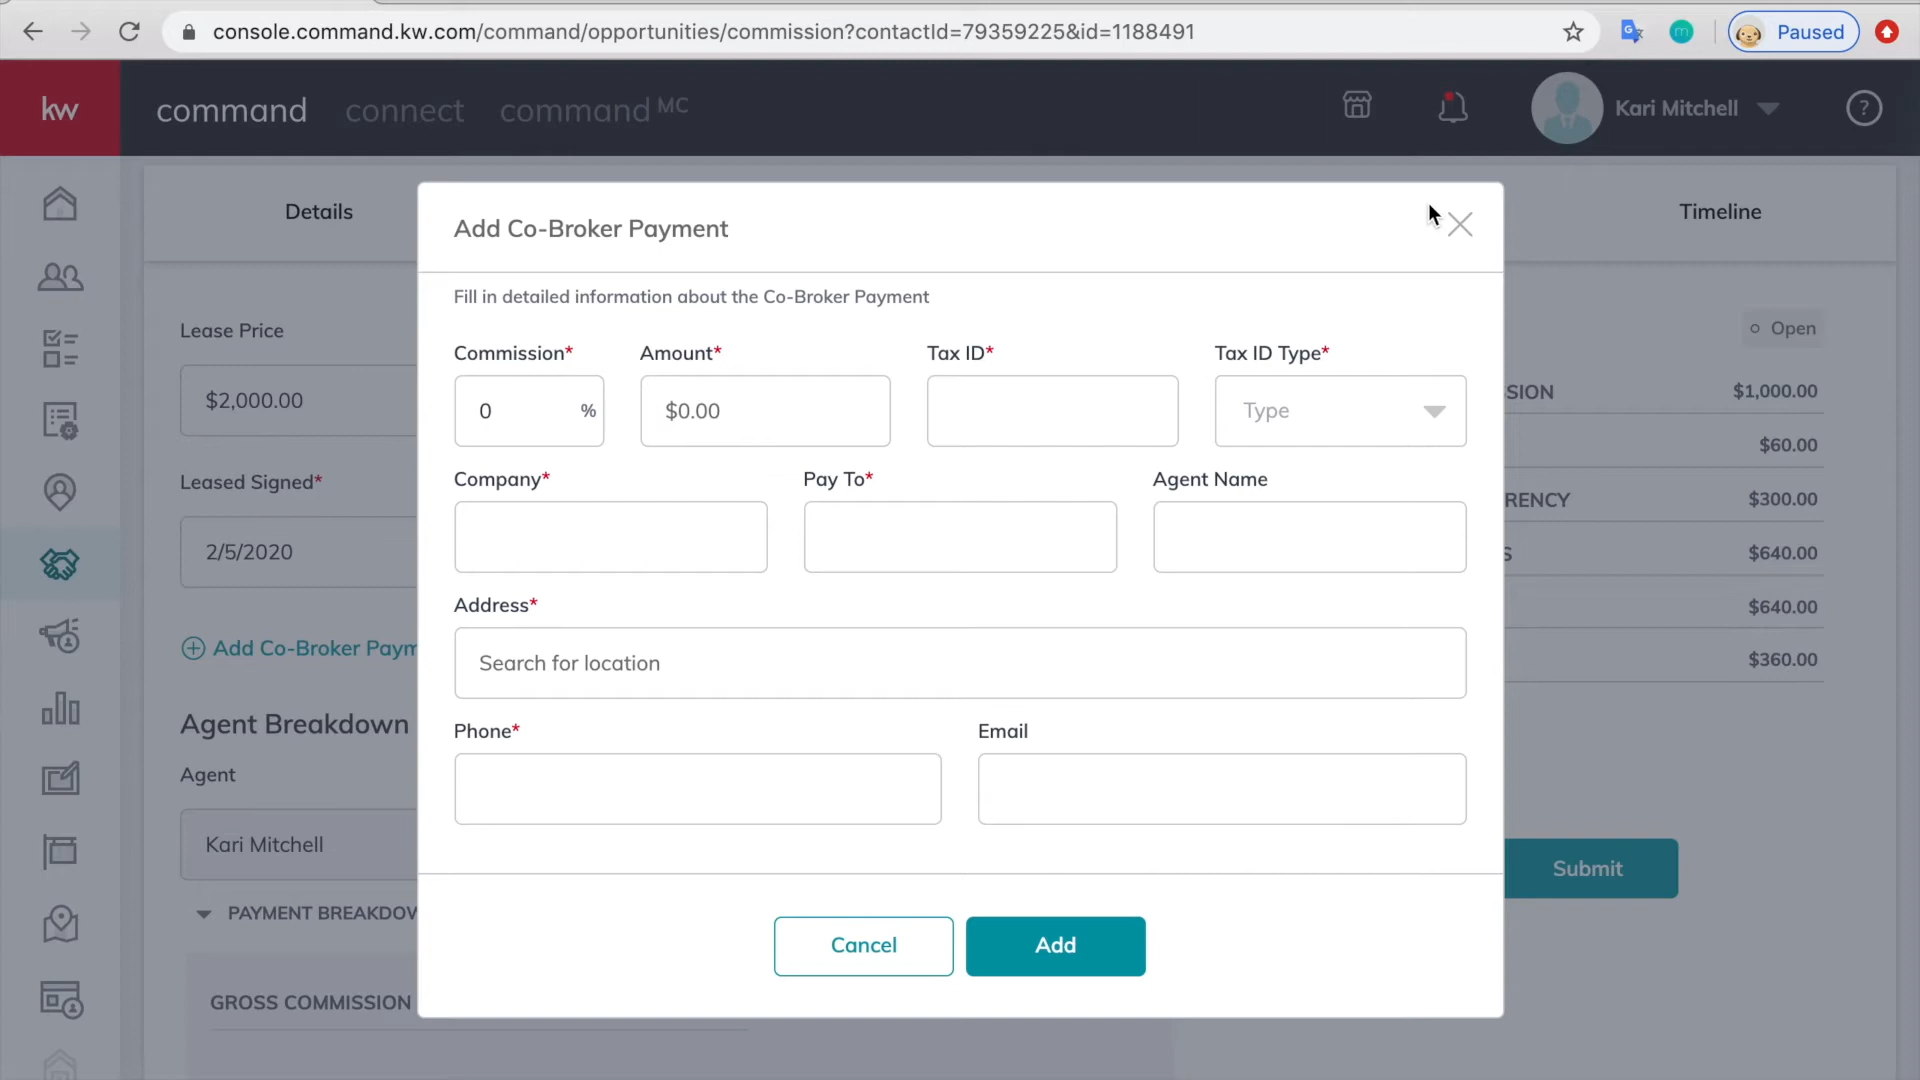 console.command.kw.com/command/opportunities/commission?contactId=79359225&id=1188491
Paused
kw
command
connect
command MC
Kari Mitchell
?
Details
Timeline
Add Co-Broker Payment
Fill in detailed information about the Co-Broker Payment
Commission*
Amount*
Tax ID*
Tax ID Type*
0 %
$0.00
Type
Company*
Pay To*
Agent Name
Address*
Search for location
Phone*
Email
Cancel
Add
Lease Price
$2,000.00
Leased Signed*
2/5/2020
Add Co-Broker Paym
Agent Breakdown
Agent
Kari Mitchell
PAYMENT BREAKDOW
GROSS COMMISSION
Open
SION $1,000.00
$60.00
RENCY $300.00
S $640.00
$640.00
$360.00
Submit